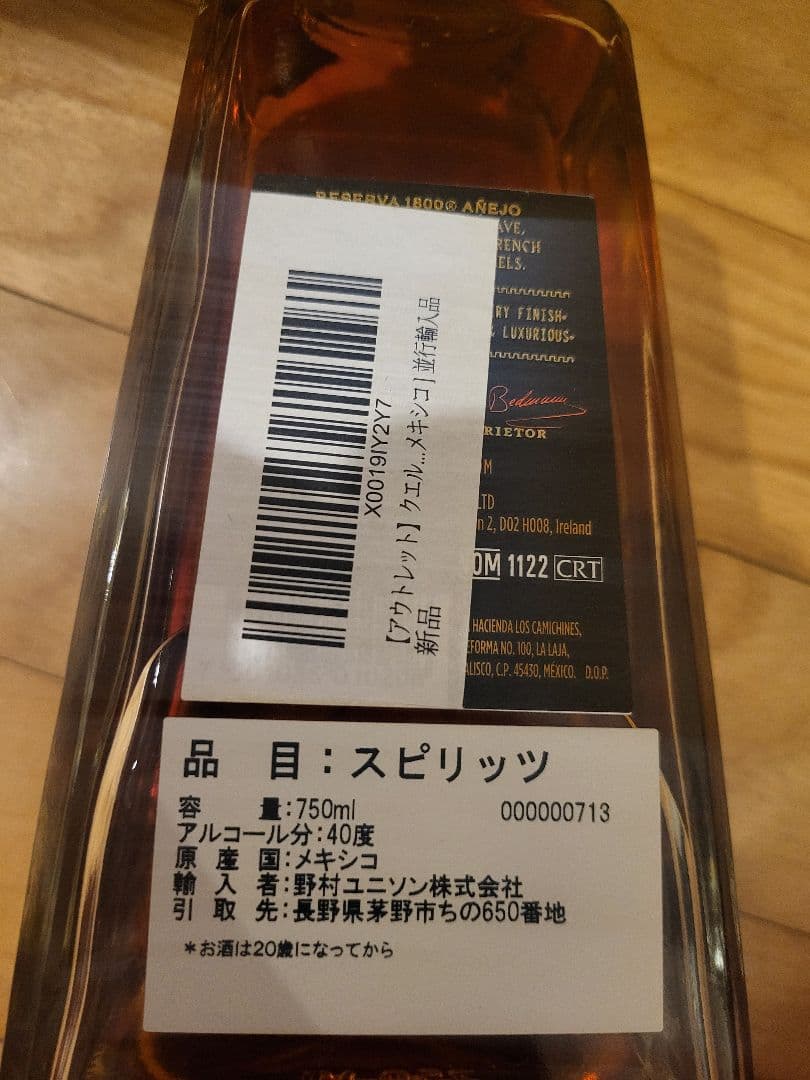 RESERVA 1800® AÑEJO
AVE,
RENCH
ELS.
RY FINISH
& LUXURIOUS
RIETOR
OM
LTD
n 2, D02 H008, Ireland
OM 1122 CRT
HACIENDA LOS CAMICHINES,
EFORMA NO. 100, LA LAJA,
ALISCO, C.P. 45430, MÉXICO. D.O.P.
X0019IY2Y7
【アウトレット】クエル...メキシコ] 並行輸入品
新品
品 目：スピリッツ
容 量：750ml 000000713
アルコール分：40度
原 産 国：メキシコ
輸 入 者：野村ユニソン株式会社
引 取 先：長野県茅野市ちの650番地
＊お酒は20歳になってから